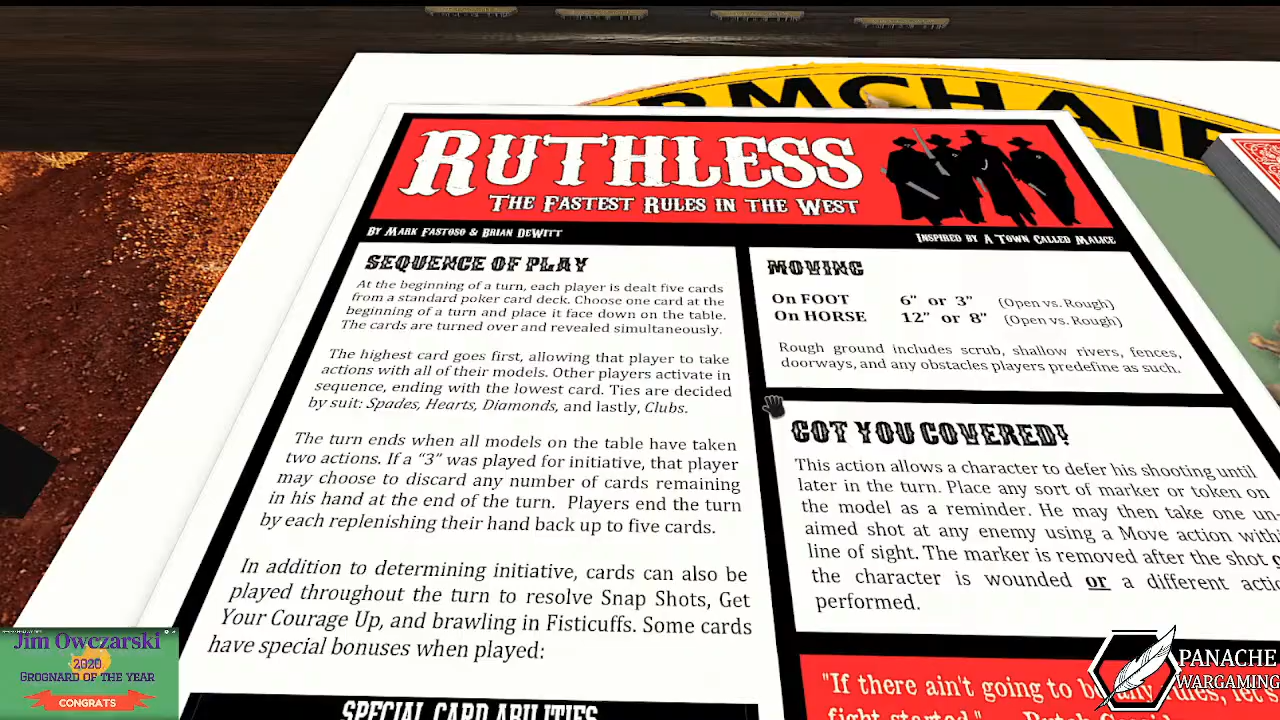 RMCHAIR
RUTHLESS
THE FASTEST RULES IN THE WEST
BY MARK FASTOSO & BRIAN DEWITT
INSPIRED BY A TOWN CALLED MALICE
SEQUENCE OF PLAY
At the beginning of a turn, each player is dealt five cards
from a standard poker card deck. Choose one card at the
beginning of a turn and place it face down on the table.
The cards are turned over and revealed simultaneously.
The highest card goes first, allowing that player to take
actions with all of their models. Other players activate in
sequence, ending with the lowest card. Ties are decided
by suit: Spades, Hearts, Diamonds, and lastly, Clubs.
The turn ends when all models on the table have taken
two actions. If a “3” was played for initiative, that player
may choose to discard any number of cards remaining
in his hand at the end of the turn. Players end the turn
by each replenishing their hand back up to five cards.
In addition to determining initiative, cards can also be
played throughout the turn to resolve Snap Shots, Get
Your Courage Up, and brawling in Fisticuffs. Some cards
have special bonuses when played:
SPECIAL CARD ABILITIES
MOVING
On FOOT 6” or 3” (Open vs. Rough)
On HORSE 12” or 8” (Open vs. Rough)
Rough ground includes scrub, shallow rivers, fences,
doorways, and any obstacles players predefine as such.
GOT YOU COVERED!
This action allows a character to defer his shooting until
later in the turn. Place any sort of marker or token on
the model as a reminder. He may then take one un-
aimed shot at any enemy using a Move action within
line of sight. The marker is removed after the shot
the character is wounded or a different
performed.
"If there ain't going to be any rules, let's
fight started."
Jim Owczarski
2020
GROGNARD OF THE YEAR
CONGRATS
PANACHE
WARGAMING